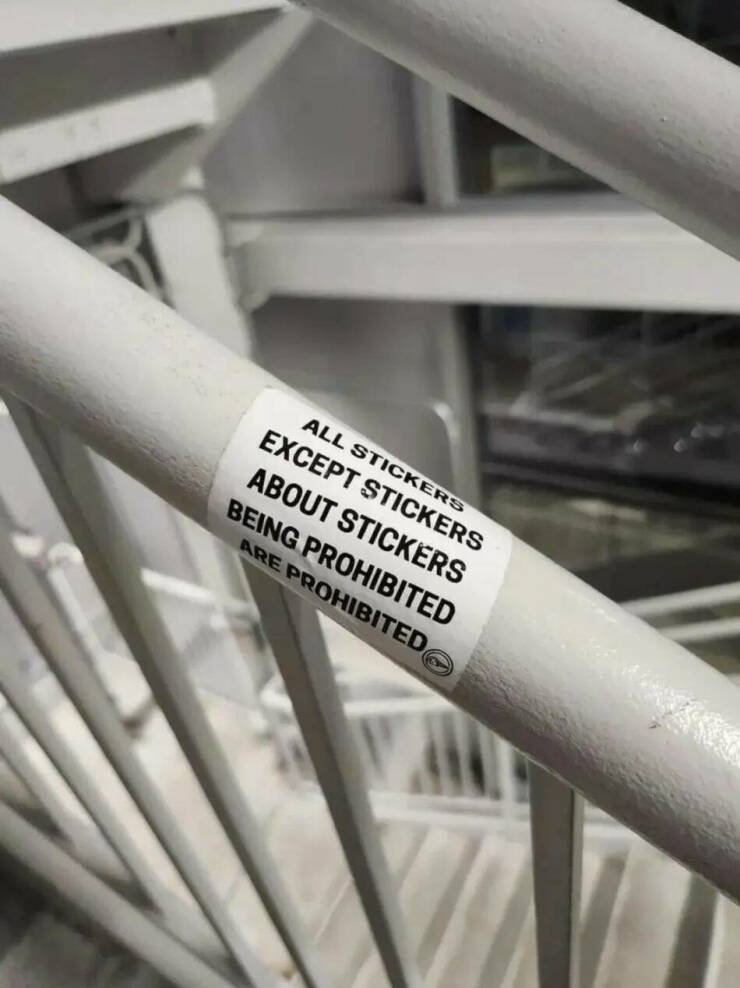 ALL STICKERS
EXCEPT STICKERS
ABOUT STICKERS
BEING PROHIBITED
ARE PROHIBITED